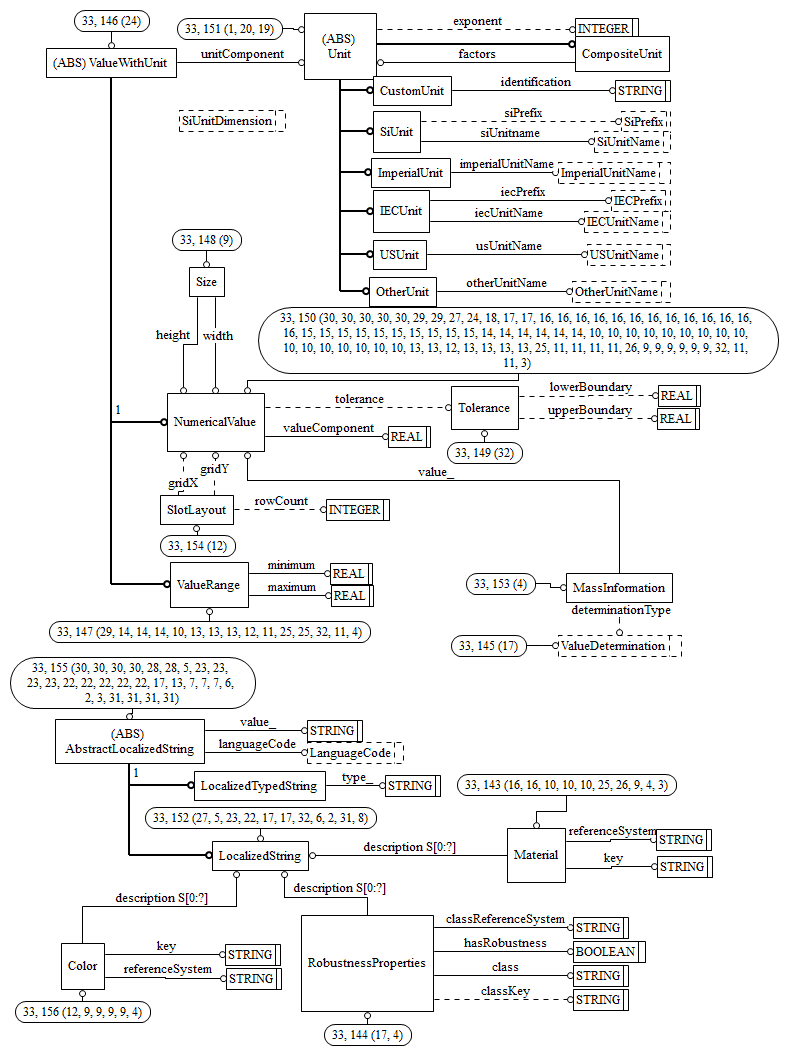 33, 146 (24)
(ABS) ValueWithUnit
unitComponent
33, 151 (1, 20, 19)
(ABS)
Unit
exponent
INTEGER
factors
CompositeUnit
CustomUnit
identification
STRING
SiUnitDimension
SiUnit
siPrefix
SiPrefix
siUnitname
SiUnitName
ImperialUnit
imperialUnitName
ImperialUnitName
IECUnit
iecPrefix
IECPrefix
iecUnitName
IECUnitName
USUnit
usUnitName
USUnitName
OtherUnit
otherUnitName
OtherUnitName
33, 148 (9)
Size
height
width
33, 150 (30, 30, 30, 30, 30, 29, 29, 27, 24, 18, 17, 17, 16, 16, 16, 16, 16, 16, 16, 16, 16, 16,
16, 15, 15, 15, 15, 15, 15, 15, 15, 15, 15, 14, 14, 14, 14, 14, 14, 10, 10, 10, 10, 10, 10, 10, 10,
10, 10, 10, 10, 10, 10, 10, 13, 13, 12, 13, 13, 13, 13, 25, 11, 11, 11, 11, 26, 9, 9, 9, 9, 9, 9, 32, 11,
11, 3)
1
NumericalValue
tolerance
Tolerance
lowerBoundary
REAL
upperBoundary
REAL
valueComponent
REAL
33, 149 (32)
gridY
gridX
value_
SlotLayout
rowCount
INTEGER
33, 154 (12)
ValueRange
minimum
REAL
maximum
REAL
33, 153 (4)
MassInformation
determinationType
33, 147 (29, 14, 14, 14, 10, 13, 13, 13, 12, 11, 25, 25, 32, 11, 4)
33, 145 (17)
ValueDetermination
33, 155 (30, 30, 30, 30, 28, 28, 5, 23, 23,
23, 23, 22, 22, 22, 22, 22, 17, 13, 7, 7, 7, 6,
2, 3, 31, 31, 31, 31)
(ABS)
AbstractLocalizedString
value_
STRING
languageCode
LanguageCode
1
LocalizedTypedString
type_
STRING
33, 143 (16, 16, 10, 10, 10, 25, 26, 9, 4, 3)
33, 152 (27, 5, 23, 22, 17, 17, 32, 6, 2, 31, 8)
LocalizedString
description S[0:?]
Material
referenceSystem
STRING
key
STRING
description S[0:?]
description S[0:?]
Color
key
STRING
referenceSystem
STRING
33, 156 (12, 9, 9, 9, 9, 4)
RobustnessProperties
classReferenceSystem
STRING
hasRobustness
BOOLEAN
class
STRING
classKey
STRING
33, 144 (17, 4)